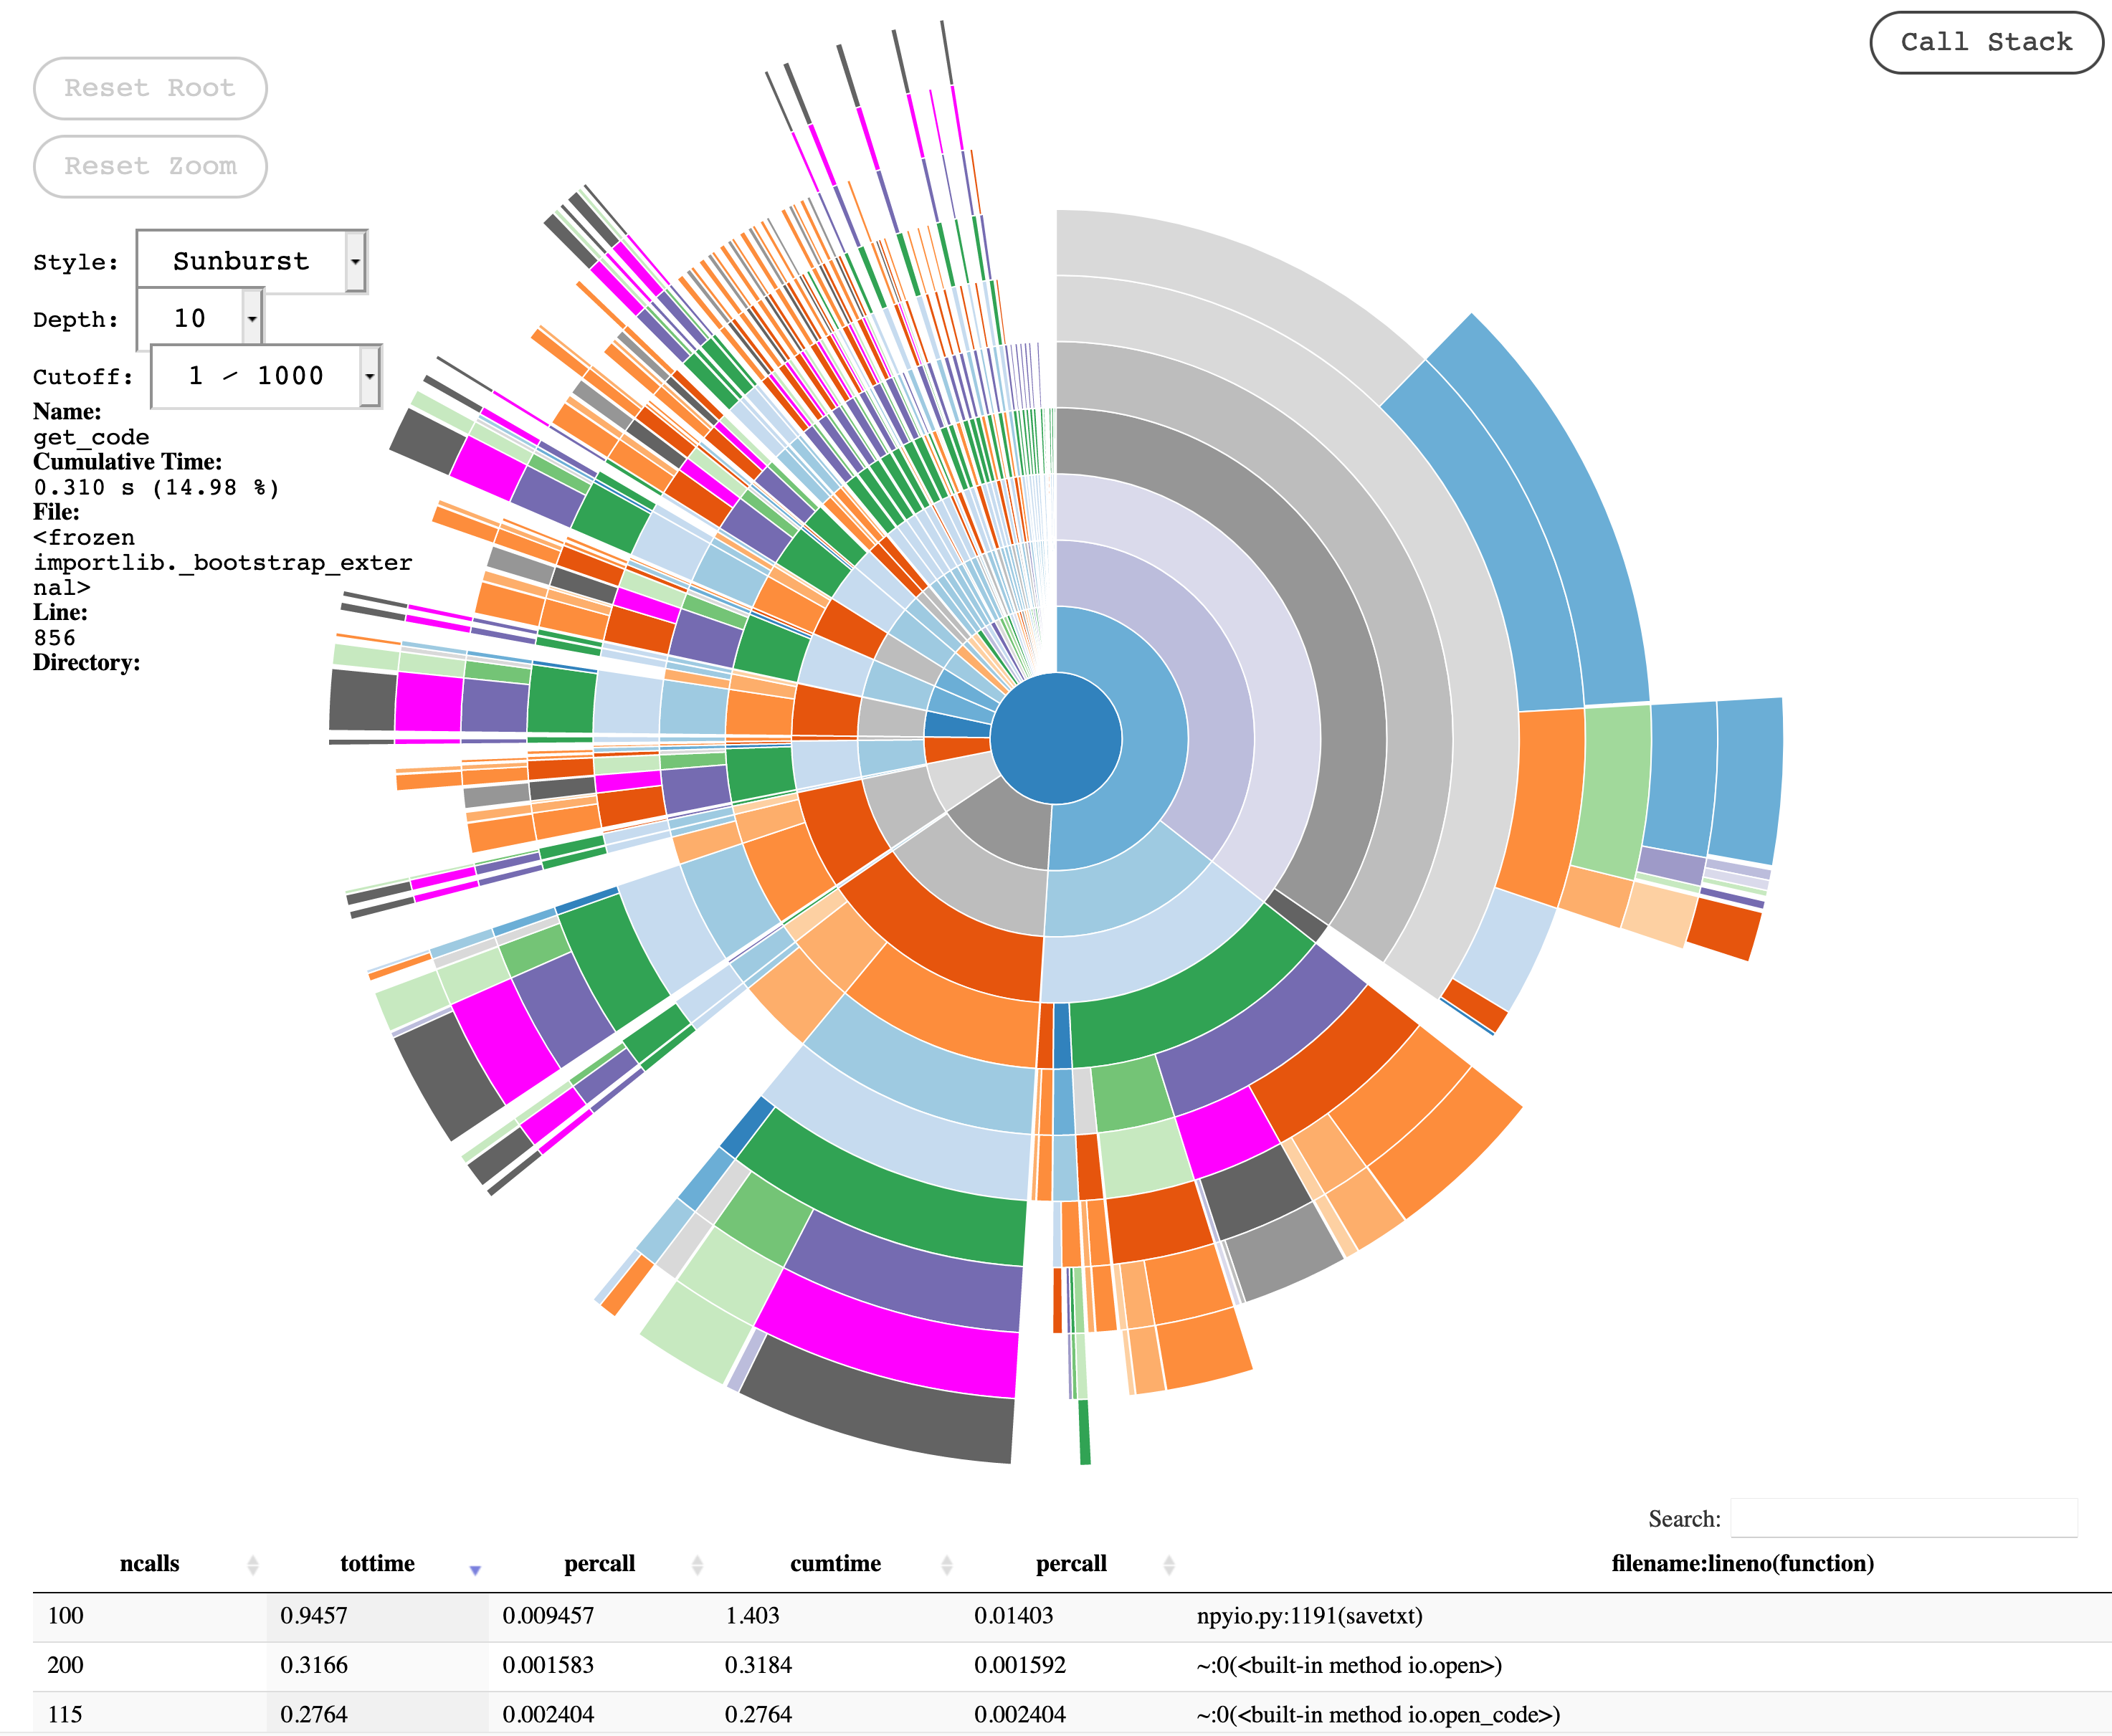 Call Stack
Reset Root
Reset Zoom
Style: Sunburst
Depth: 10
Cutoff: 1 / 1000
Name:
get_code
Cumulative Time:
0.310 s (14.98 %)
File:
<frozen
importlib._bootstrap_exter
nal>
Line:
856
Directory:
Search:
ncalls tottime percall cumtime percall filename:lineno(function)
100 0.9457 0.009457 1.403 0.01403 npyio.py:1191(savetxt)
200 0.3166 0.001583 0.3184 0.001592 ~:0(<built-in method io.open>)
115 0.2764 0.002404 0.2764 0.002404 ~:0(<built-in method io.open_code>)